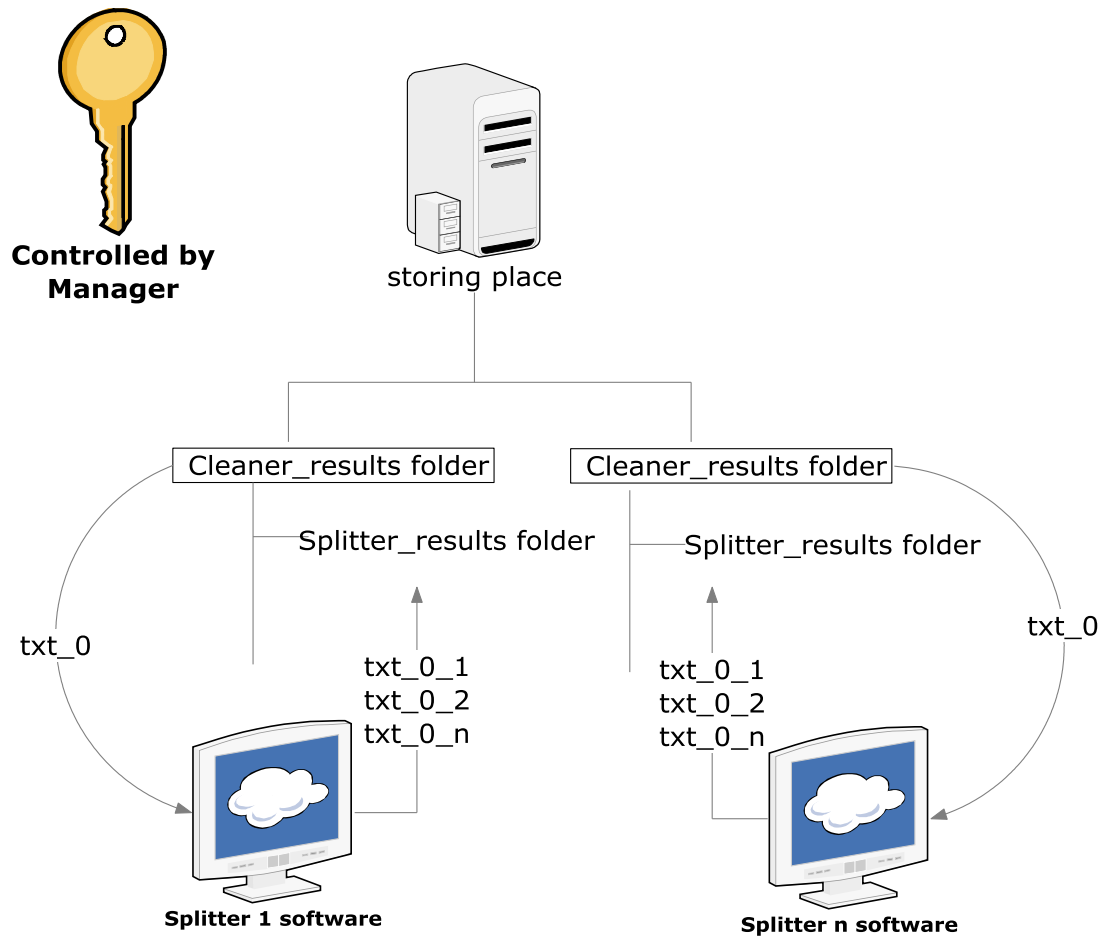 Controlled by
Manager
storing place
Cleaner_results folder
Cleaner_results folder
Splitter_results folder
Splitter_results folder
txt_0
txt_0
txt_0_1
txt_0_2
txt_0_n
txt_0_1
txt_0_2
txt_0_n
Splitter 1 software
Splitter n software